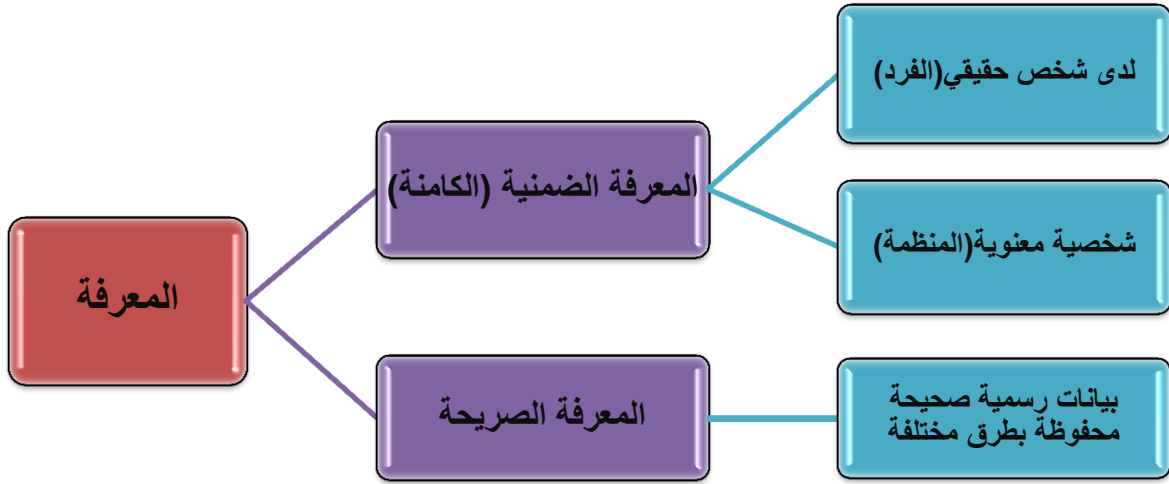 المعرفة
المعرفة الضمنية (الكامنة)
لدى شخص حقيقي(الفرد)
شخصية معنوية(المنظمة)
المعرفة الصريحة
بيانات رسمية صحيحة
محفوظة بطرق مختلفة